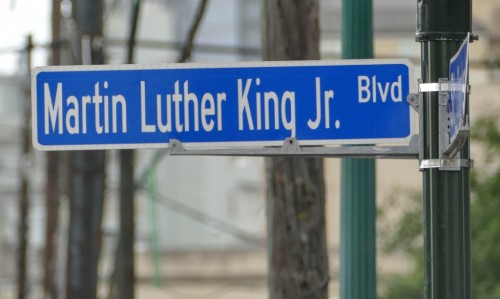 Martin Luther King Jr. Blvd